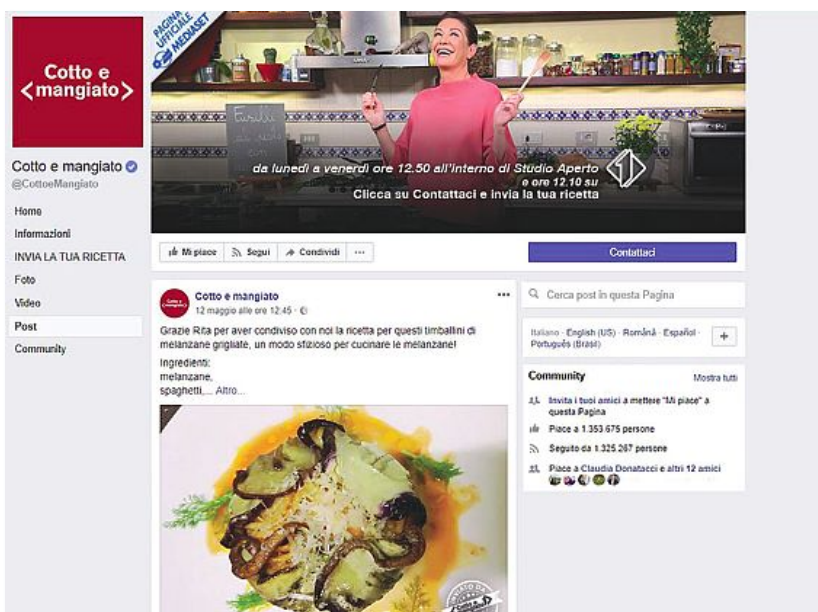 PAGINA
UFFICIALE
MEDIASET
Cotto e
<mangiato>
Cotto e mangiato
@CottoeMangiato
Home
Informazioni
INVIA LA TUA RICETTA
Foto
Video
Post
Community
Fusilli
da lunedì a venerdì ore 12.50 all'interno di Studio Aperto
e ore 12.10 su
Clicca su Contattaci e invia la tua ricetta
1
Mi piace
Segui
Condividi
...
Contattaci
Cotto e mangiato
12 maggio alle ore 12:45 ·
Grazie Rita per aver condiviso con noi la ricetta per questi timballini di
melanzane grigliate, un modo sfizioso per cucinare le melanzane!
Ingredienti:
melanzane,
spaghetti,... Altro...
INVIATO DA
Cotto e
Cerca post in questa Pagina
Italiano · English (US) · Română · Español ·
Português (Brasil)
+
Community
Mostra tutti
Invita i tuoi amici a mettere "Mi piace" a
questa Pagina
Piace a 1.353.675 persone
Seguito da 1.325.267 persone
Piace a Claudia Donatacci e altri 12 amici